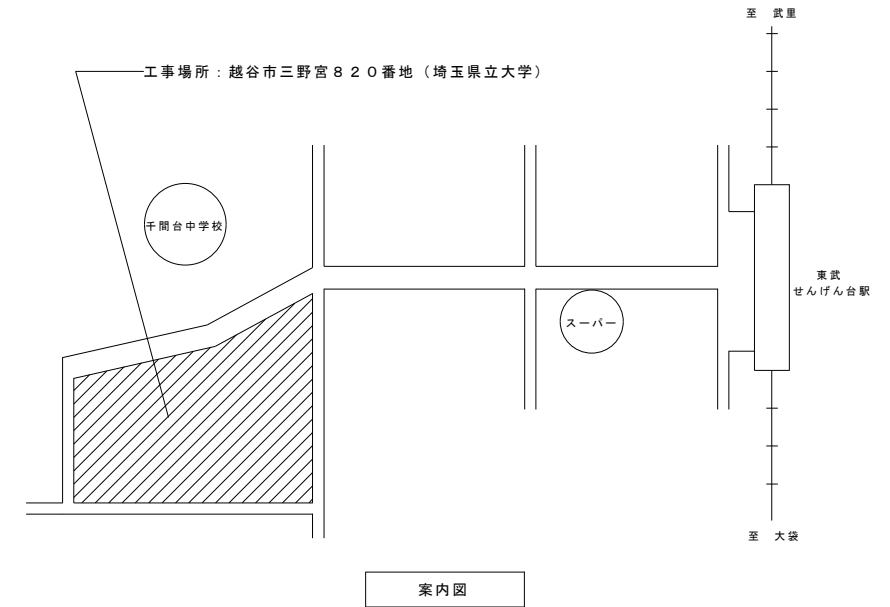 至　武里
工事場所：越谷市三野宮８２０番地（埼玉県立大学）
千間台中学校
東武
せんげん台駅
スーパー
至　大袋
案内図